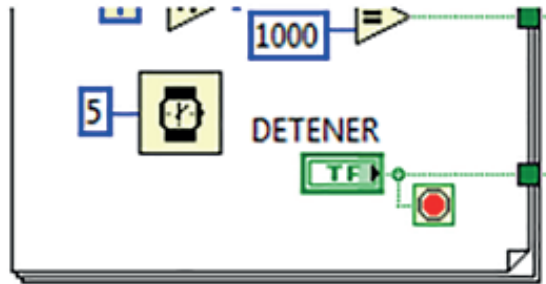 1000
=
5
DETENER
TF